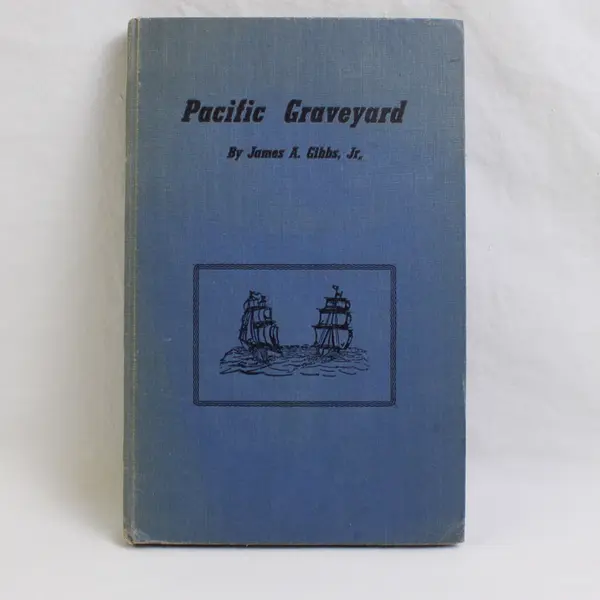 Pacific Graveyard
By James A. Gibbs, Jr.